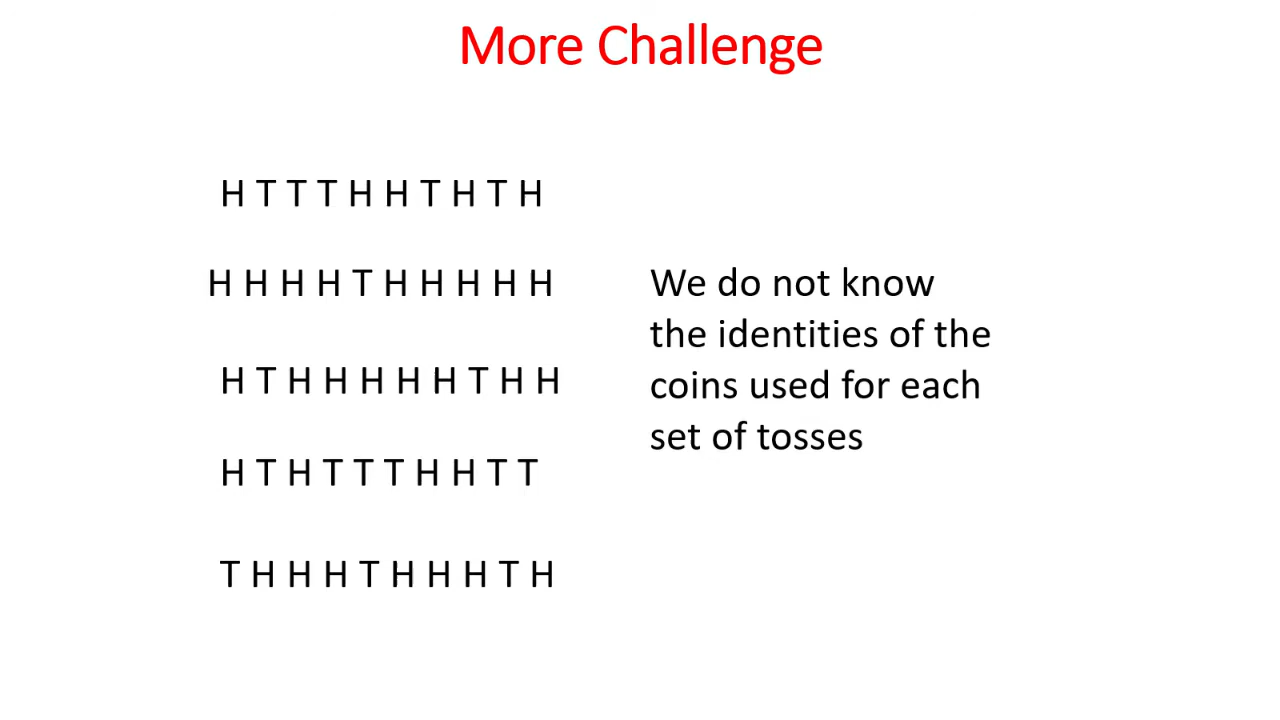 More Challenge
H T T T H H T H T H
H H H H T H H H H H
H T H H H H H T H H
H T H T T T H H T T
T H H H T H H H T H
We do not know
the identities of the
coins used for each
set of tosses